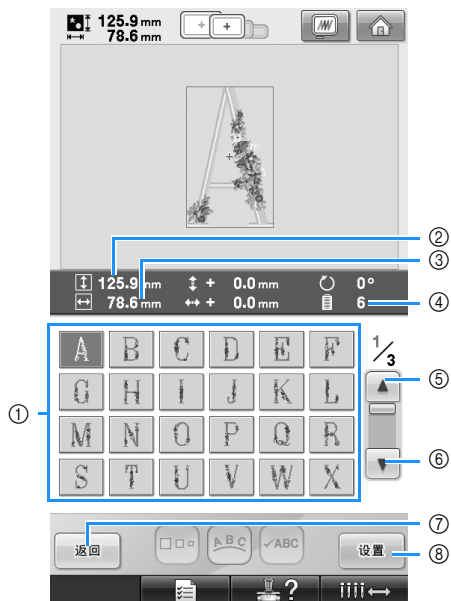 125.9 mm
78.6 mm
②
③
125.9 mm + 0.0 mm 0°
78.6 mm + 0.0 mm 6 ④
1/3
A B C D E F ⑤
G H I J K L
①
M N O P Q R ⑥
S T U V W X
⑦
返回 ABC ✓ABC 设置 ⑧
?